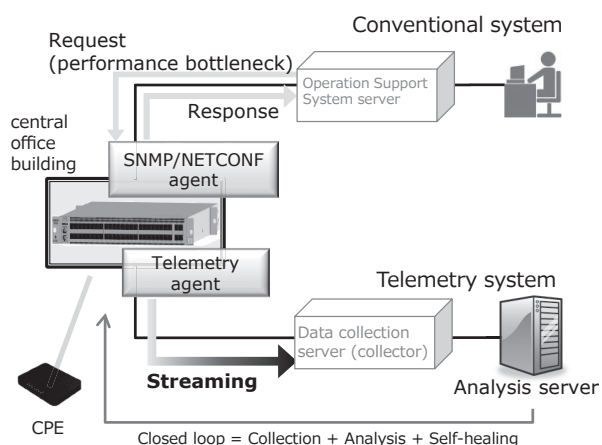 Conventional system
Request
(performance bottleneck)
Operation Support
System server
Response
central
office
building
SNMP/NETCONF
agent
Telemetry
agent
Telemetry system
Data collection
server (collector)
Streaming
Analysis server
CPE
Closed loop = Collection + Analysis + Self-healing